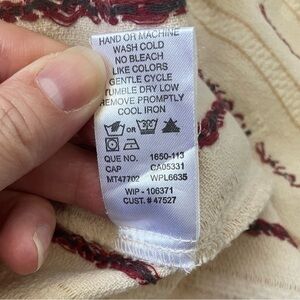 HAND OR MACHINE
WASH COLD
NO BLEACH
LIKE COLORS
GENTLE CYCLE
TUMBLE DRY LOW
REMOVE PROMPTLY
COOL IRON
OR
QUE NO. 1650-113
CAP CA05331
MT47702 WPL6635
WIP - 106371
CUST. # 47527